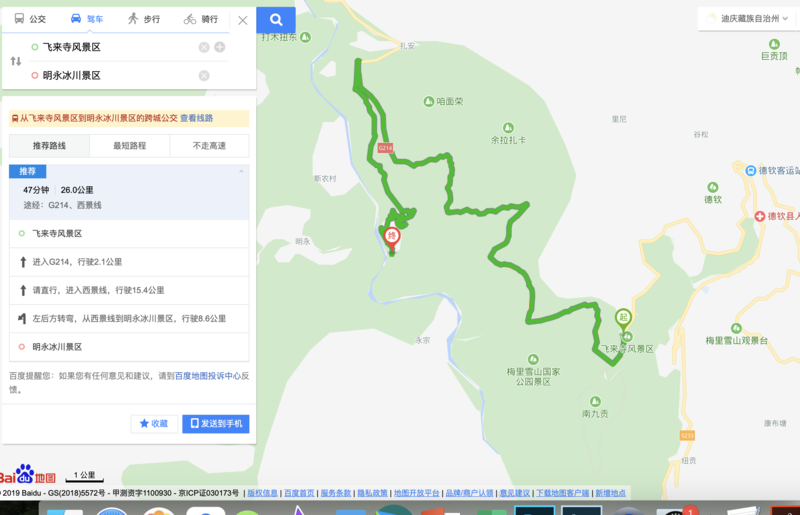 公交
驾车
步行
骑行
迪庆藏族自治州
飞来寺风景区
明永冰川景区
从飞来寺风景区到明永冰川景区的跨城公交 查看线路
推荐路线
最短路程
不走高速
推荐
47分钟 26.0公里
途经：G214、西景线
飞来寺风景区
进入G214，行驶2.1公里
请直行，进入西景线，行驶15.4公里
左后方转弯，从西景线到明永冰川景区，行驶8.6公里
明永冰川景区
百度提醒您：如果您有任何意见和建议，请到百度地图投诉中心反
馈。
收藏
发送到手机
打木扭东
礼安
咱面荣
余拉扎卡
里尼
巨贡顶
谷松
德钦客运站
德钦
德钦县人
G214
斯农村
明永
终
永宗
起
飞来寺风景区
梅里雪山国家
公园景区
梅里雪山观景台
南九贡
康布塘
纽贡
Bai du 地图
1 公里
2019 Baidu - GS(2018)5572号 - 甲测资字1100930 - 京ICP证030173号 | 版权信息 | 百度首页 | 服务条款 | 隐私政策 | 地图开放平台 | 品牌/商户认领 | 意见建议 | 下载地图客户端 | 新增地点
1